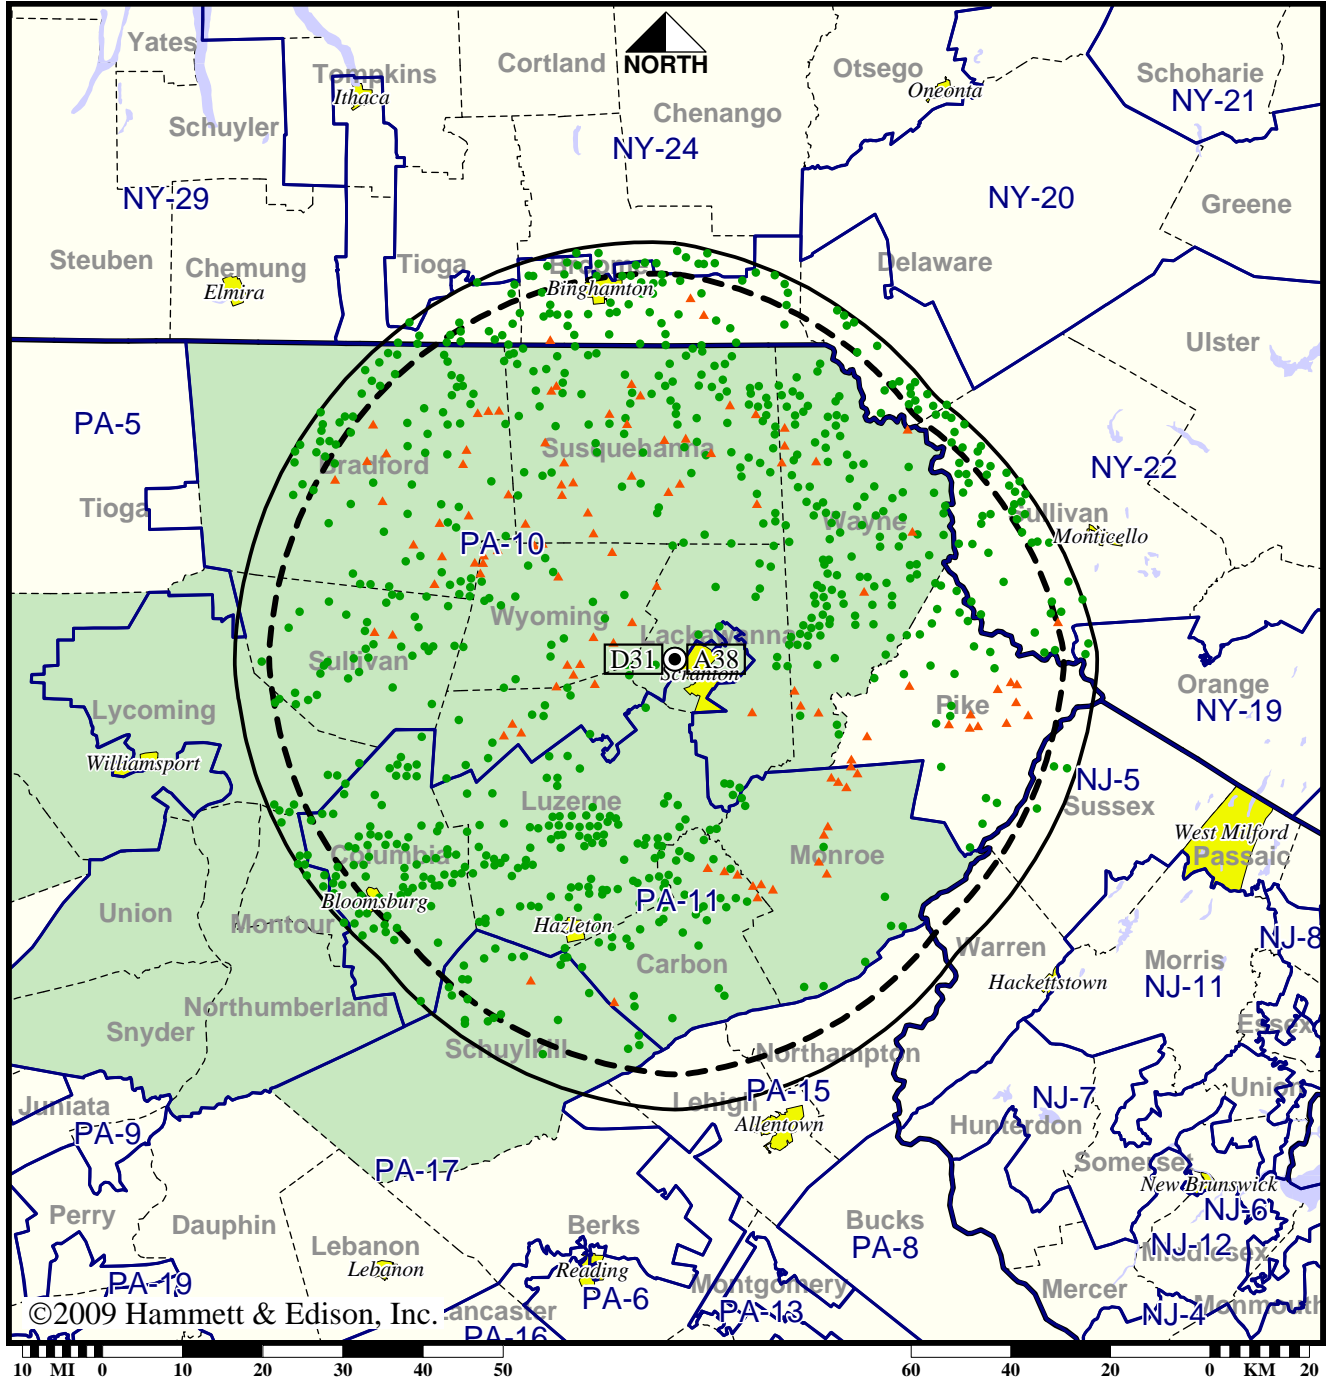 Yates
Tompkins
Ithaca
Cortland
NORTH
Otsego
Oneonta
Schoharie
NY-21
Schuyler
Chenango
NY-24
NY-29
NY-20
Greene
Steuben
Chemung
Elmira
Tioga
Broome
Binghamton
Delaware
Ulster
PA-5
Bradford
Susquehanna
NY-22
Tioga
Wayne
Sullivan
Monticello
PA-10
Wyoming
Lackawanna
Sullivan
D31
A38
Scranton
Lycoming
Pike
Orange
NY-19
Williamsport
NJ-5
Sussex
Luzerne
West Milford
Passaic
Columbia
Monroe
Bloomsburg
PA-11
Union
Montour
Hazleton
NJ-8
Warren
Carbon
Morris
NJ-11
Hackettstown
Northumberland
Snyder
Essex
Schuylkill
Northampton
PA-15
Lehigh
Allentown
NJ-7
Hunterdon
Union
Juniata
PA-9
PA-17
Somerset
New Brunswick
NJ-6
Perry
Dauphin
Berks
Bucks
PA-8
Lebanon
Lebanon
Reading
NJ-12
Middlesex
PA-19
PA-6
Montgomery
PA-13
Mercer
NJ-4
Monmouth
©2009 Hammett & Edison, Inc.
ancaster
PA-16
10 MI 0 10 20 30 40 50
60 40 20 0 KM 20